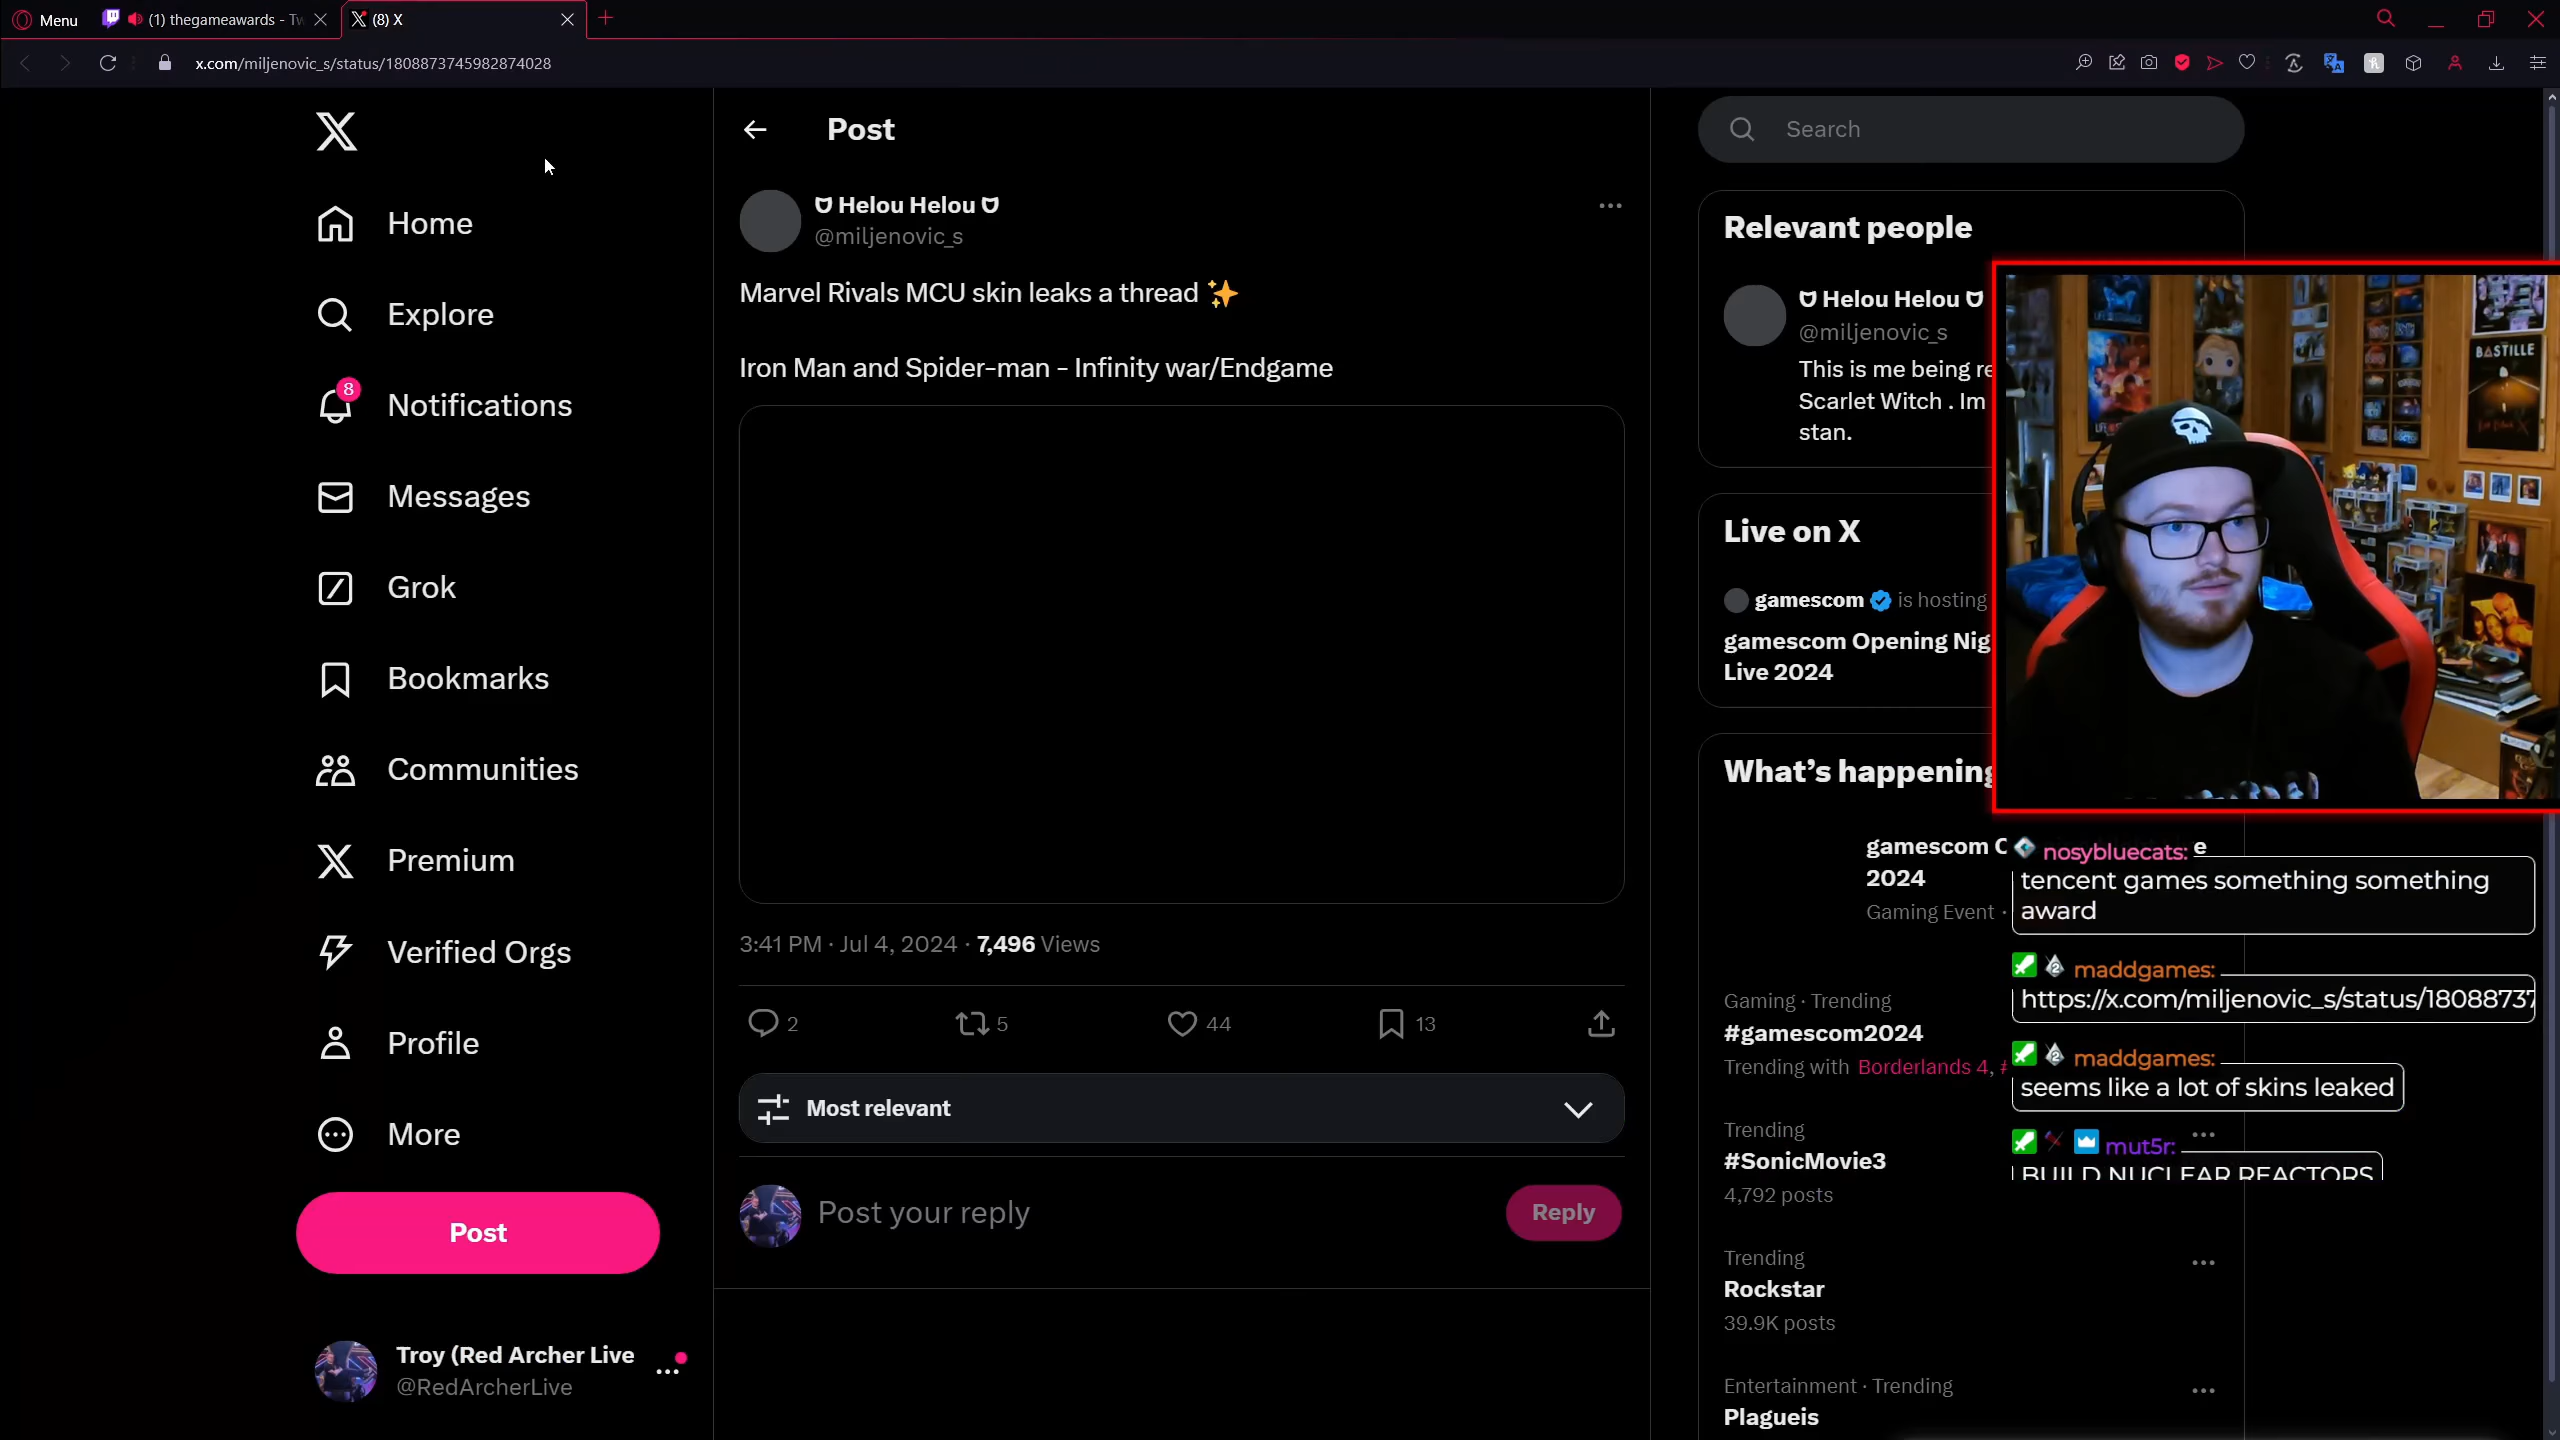 Menu
(1) thegameawards - Tw
(8) X
x.com/miljenovic_s/status/1808873745982874028
Home
Explore
8
Notifications
Messages
Grok
Bookmarks
Communities
Premium
Verified Orgs
Profile
More
Post
Troy (Red Archer Live
@RedArcherLive
Post
Helou Helou
@miljenovic_s
Marvel Rivals MCU skin leaks a thread ✨
Iron Man and Spider-man - Infinity war/Endgame
3:41 PM · Jul 4, 2024 · 7,496 Views
2
5
44
13
Most relevant
Post your reply
Reply
Search
Relevant people
Helou Helou
@miljenovic_s
This is me being re
Scarlet Witch . Im
stan.
Live on X
gamescom is hosting
gamescom Opening Nig
Live 2024
What's happening
gamescom
2024
Gaming Event ·
Gaming · Trending
#gamescom2024
Trending with Borderlands 4, #
Trending
#SonicMovie3
4,792 posts
Trending
Rockstar
39.9K posts
Entertainment · Trending
Plagueis
BASTILLE
nosybluecats:
tencent games something something
award
maddgames:
https://x.com/miljenovic_s/status/18088737
maddgames:
seems like a lot of skins leaked
mut5r:
BUILD NUCLEAR REACTORS